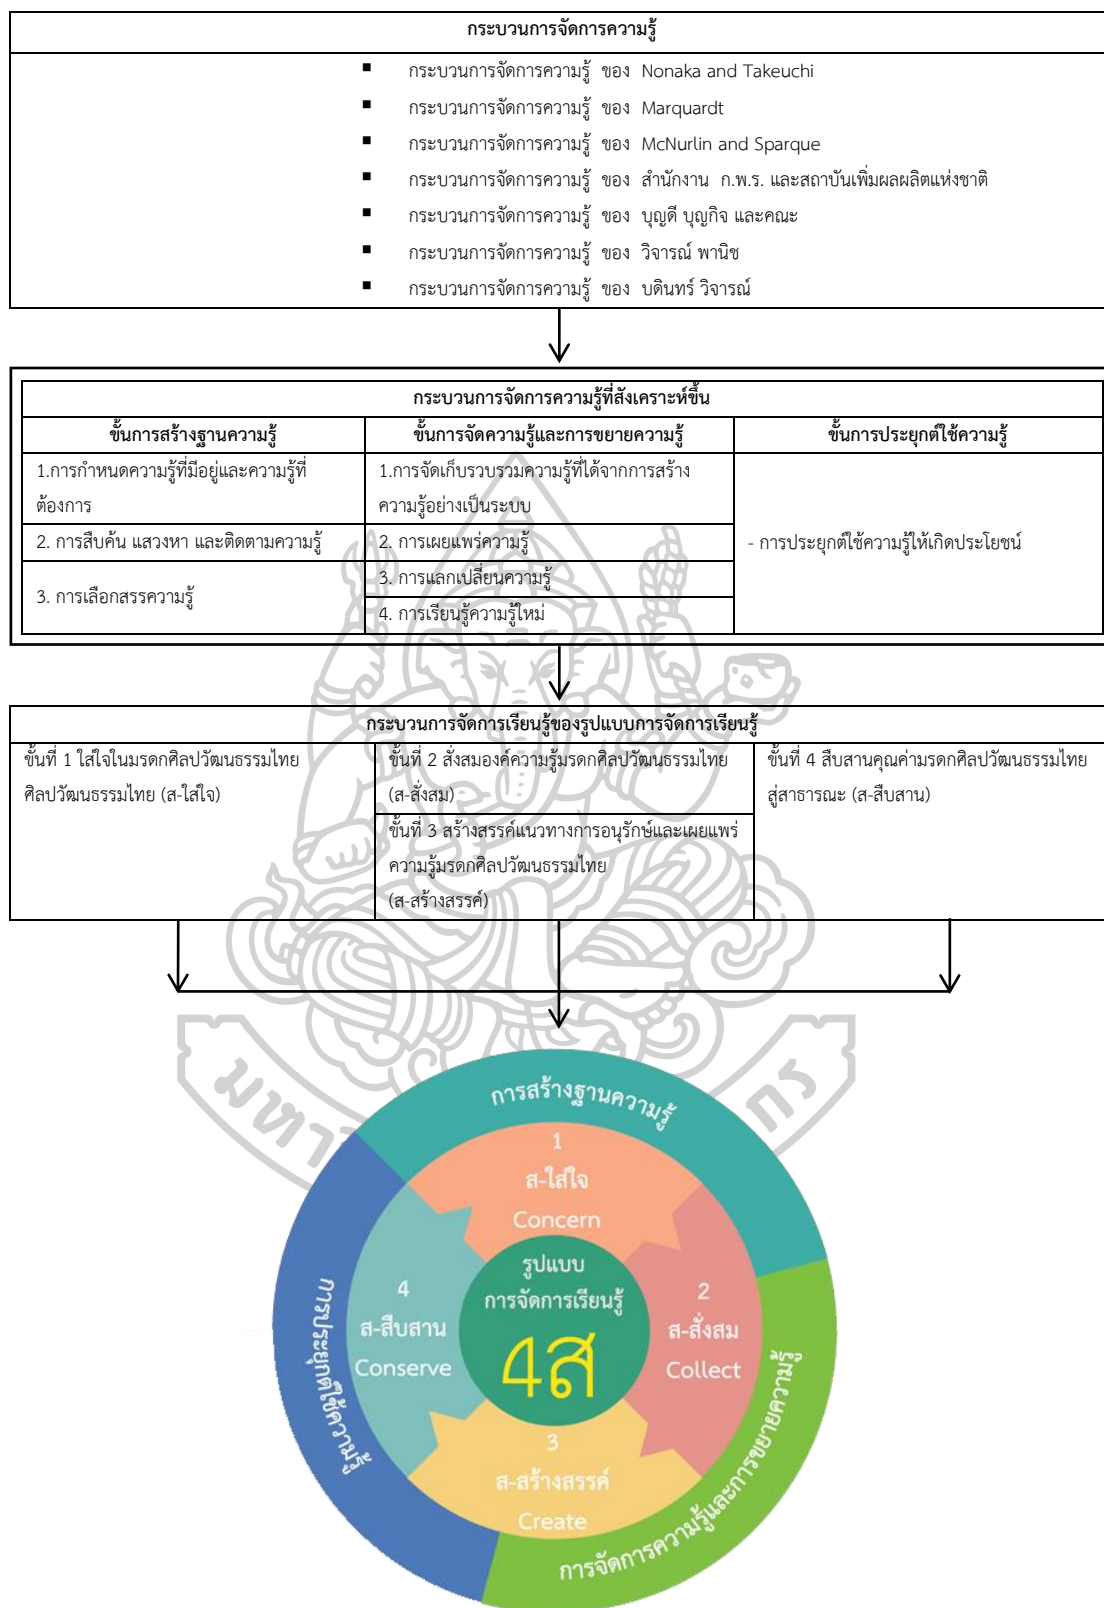 กระบวนการจัดการความรู้
▪ กระบวนการจัดการความรู้ ของ Nonaka and Takeuchi
▪ กระบวนการจัดการความรู้ ของ Marquardt
▪ กระบวนการจัดการความรู้ ของ McNurlin and Sparque
▪ กระบวนการจัดการความรู้ ของ สำนักงาน ก.พ.ร. และสถาบันเพิ่มผลผลิตแห่งชาติ
▪ กระบวนการจัดการความรู้ ของ บุญดี บุญกิจ และคณะ
▪ กระบวนการจัดการความรู้ ของ วิจารณ์ พานิช
▪ กระบวนการจัดการความรู้ ของ บดินทร์ วิจารณ์
กระบวนการจัดการความรู้ที่สังเคราะห์ขึ้น
ขั้นการสร้างฐานความรู้
1.การกำหนดความรู้ที่มีอยู่และความรู้ที่
ต้องการ
2. การสืบค้น แสวงหา และติดตามความรู้
3. การเลือกสรรความรู้
ขั้นการจัดความรู้และการขยายความรู้
1.การจัดเก็บรวบรวมความรู้ที่ได้จากการสร้าง
ความรู้อย่างเป็นระบบ
2. การเผยแพร่ความรู้
3. การแลกเปลี่ยนความรู้
4. การเรียนรู้ความรู้ใหม่
ขั้นการประยุกต์ใช้ความรู้
- การประยุกต์ใช้ความรู้ให้เกิดประโยชน์
กระบวนการจัดการเรียนรู้ของรูปแบบการจัดการเรียนรู้
ขั้นที่ 1 ใส่ใจในมรดกศิลปวัฒนธรรมไทย
ศิลปวัฒนธรรมไทย (ส-ใส่ใจ)
ขั้นที่ 2 สั่งสมองค์ความรู้มรดกศิลปวัฒนธรรมไทย
(ส-สั่งสม)
ขั้นที่ 3 สร้างสรรค์แนวทางการอนุรักษ์และเผยแพร่
ความรู้มรดกศิลปวัฒนธรรมไทย
(ส-สร้างสรรค์)
ขั้นที่ 4 สืบสานคุณค่ามรดกศิลปวัฒนธรรมไทย
สู่สาธารณะ (ส-สืบสาน)
การสร้างฐานความรู้
1
ส-ใส่ใจ
Concern
รูปแบบ
การจัดการเรียนรู้
4ส
2
ส-สั่งสม
Collect
3
ส-สร้างสรรค์
Create
4
ส-สืบสาน
Conserve
การจัดการความรู้และการขยายความรู้
การประยุกต์ใช้ความรู้